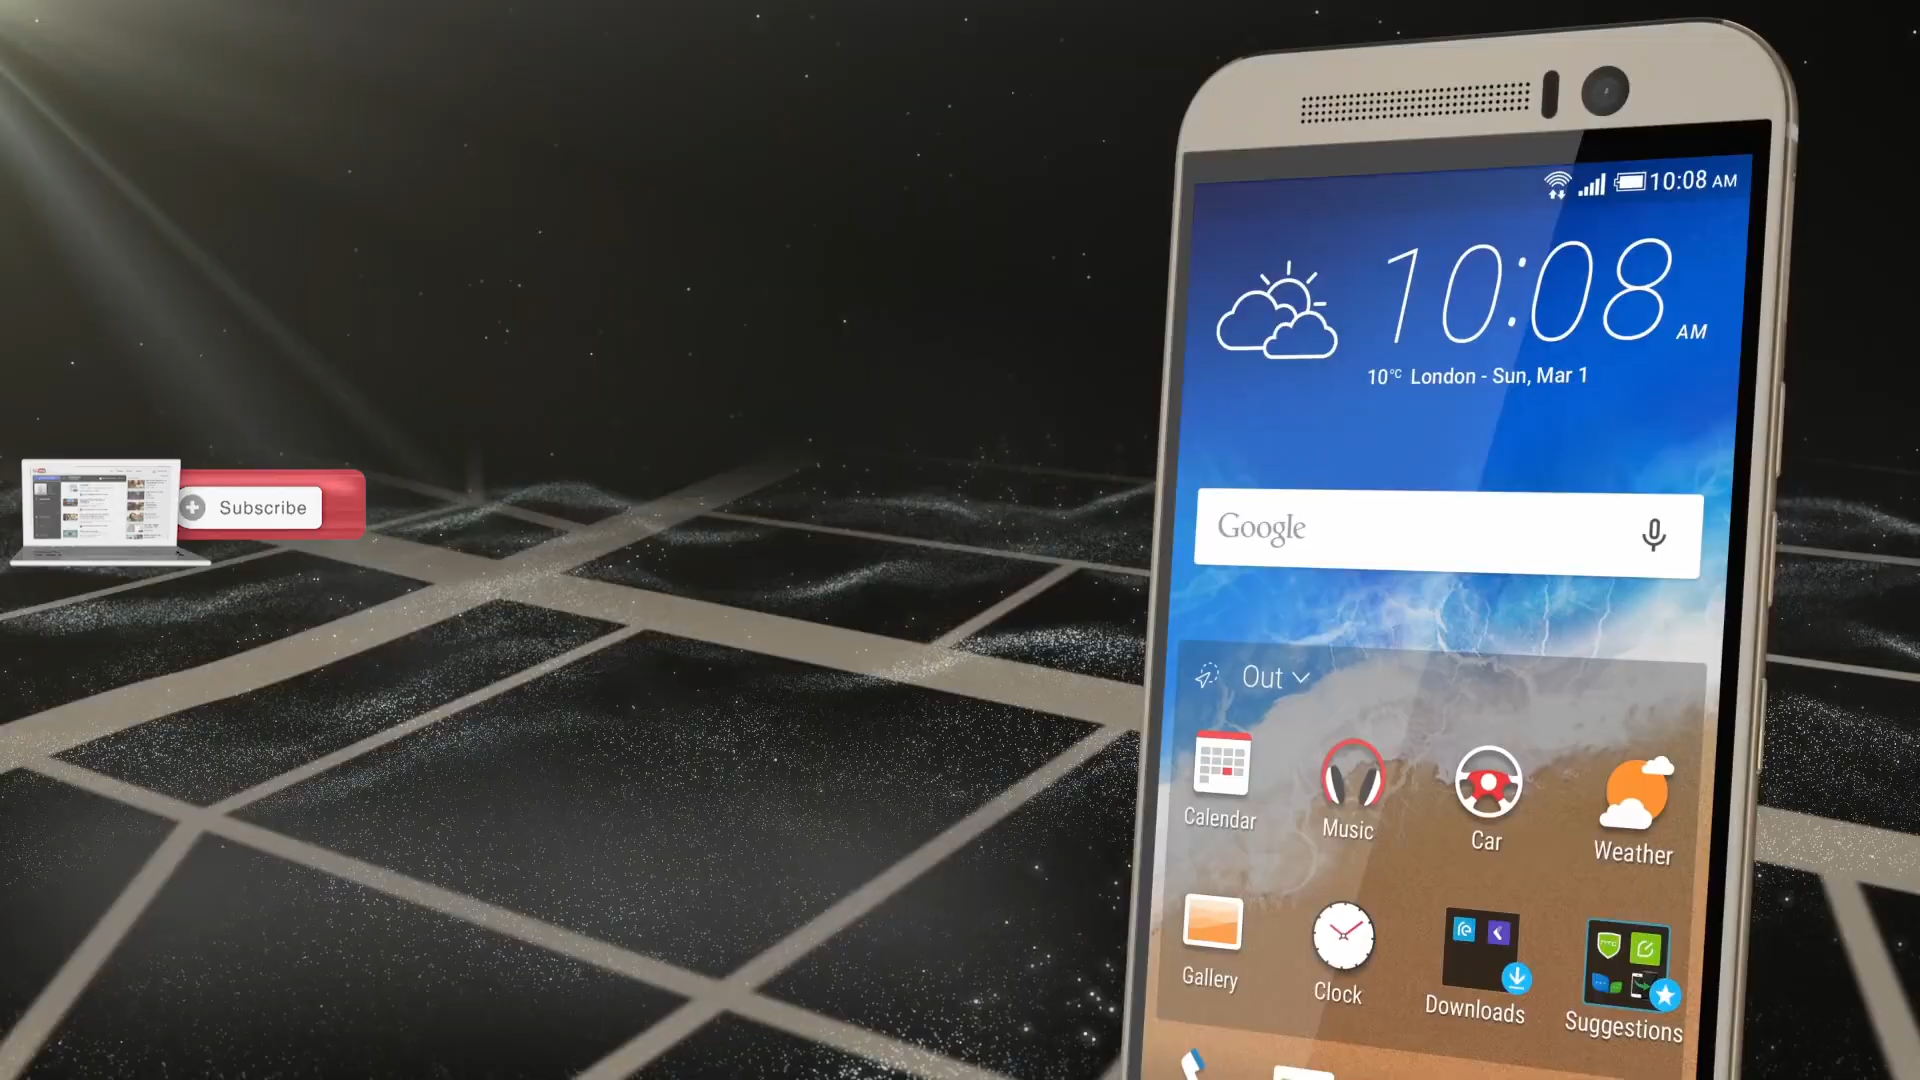 10:08 AM
10:08 AM
10°C London - Sun, Mar 1
Google
Subscribe
Out
Calendar
Music
Car
Weather
Gallery
Clock
Downloads
Suggestions